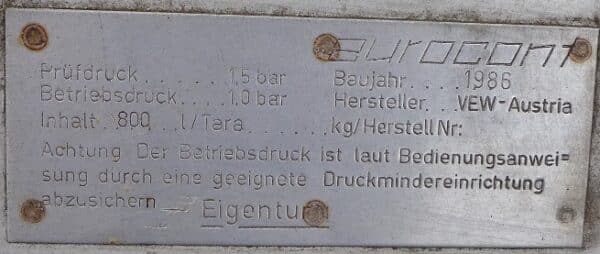 eurocont
Prüfdruck......1,5 bar Baujahr....1986
Betriebsdruck....1,0 bar Hersteller..VEW-Austria
Inhalt..800...l/Tara.......kg/Herstell Nr:
Achtung Der Betriebsdruck ist laut Bedienungsanwei=
sung durch eine geeignete Druckmindereinrichtung
abzusichern — Eigentum